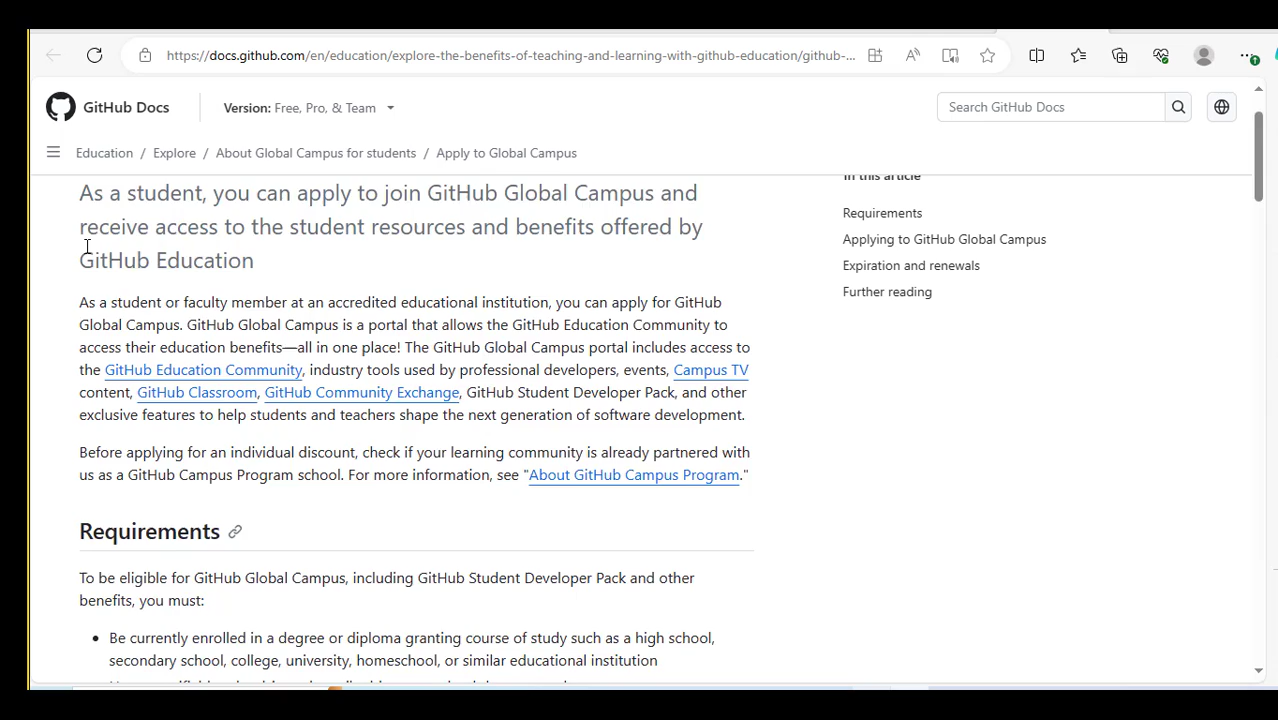 https://docs.github.com/en/education/explore-the-benefits-of-teaching-and-learning-with-github-education/github-...
GitHub Docs
Version: Free, Pro, & Team
Search GitHub Docs
Education / Explore / About Global Campus for students / Apply to Global Campus
As a student, you can apply to join GitHub Global Campus and
receive access to the student resources and benefits offered by
GitHub Education
As a student or faculty member at an accredited educational institution, you can apply for GitHub
Global Campus. GitHub Global Campus is a portal that allows the GitHub Education Community to
access their education benefits—all in one place! The GitHub Global Campus portal includes access to
the GitHub Education Community, industry tools used by professional developers, events, Campus TV
content, GitHub Classroom, GitHub Community Exchange, GitHub Student Developer Pack, and other
exclusive features to help students and teachers shape the next generation of software development.
Before applying for an individual discount, check if your learning community is already partnered with
us as a GitHub Campus Program school. For more information, see "About GitHub Campus Program."
Requirements
To be eligible for GitHub Global Campus, including GitHub Student Developer Pack and other
benefits, you must:
• Be currently enrolled in a degree or diploma granting course of study such as a high school,
secondary school, college, university, homeschool, or similar educational institution
In this article
Requirements
Applying to GitHub Global Campus
Expiration and renewals
Further reading